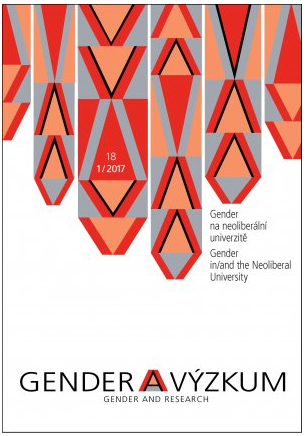 18
1/2017
Gender
na neoliberální
univerzitě
Gender
in/and the Neoliberal
University
GENDER A VÝZKUM
GENDER AND RESEARCH